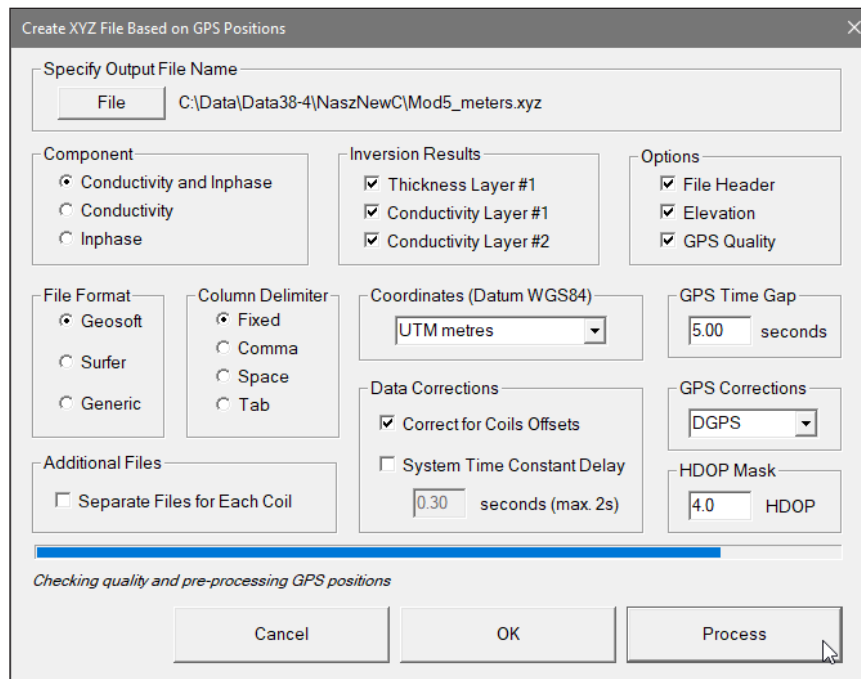 Create XYZ File Based on GPS Positions
Specify Output File Name
File C:\Data\Data38-4\NaszNewC\Mod5_meters.xyz
Component
Conductivity and Inphase
Conductivity
Inphase
Inversion Results
Thickness Layer #1
Conductivity Layer #1
Conductivity Layer #2
Options
File Header
Elevation
GPS Quality
File Format
Geosoft
Surfer
Generic
Column Delimiter
Fixed
Comma
Space
Tab
Coordinates (Datum WGS84)
UTM metres
GPS Time Gap
5.00 seconds
Data Corrections
Correct for Coils Offsets
System Time Constant Delay
0.30 seconds (max. 2s)
GPS Corrections
DGPS
Additional Files
Separate Files for Each Coil
HDOP Mask
4.0 HDOP
Checking quality and pre-processing GPS positions
Cancel OK Process